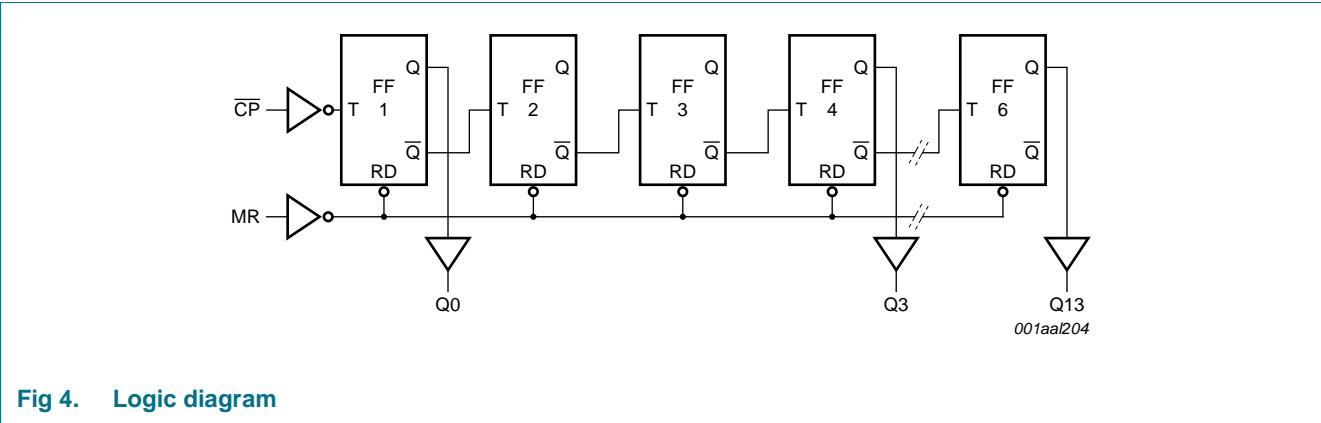 Q Q Q Q Q
FF FF FF FF FF
C̅P̅ T 1 T 2 T 3 T 4 T 6
Q̅ Q̅ Q̅ Q̅ Q̅
RD RD RD RD RD
MR
Q0 Q3 Q13
001aal204
Fig 4. Logic diagram